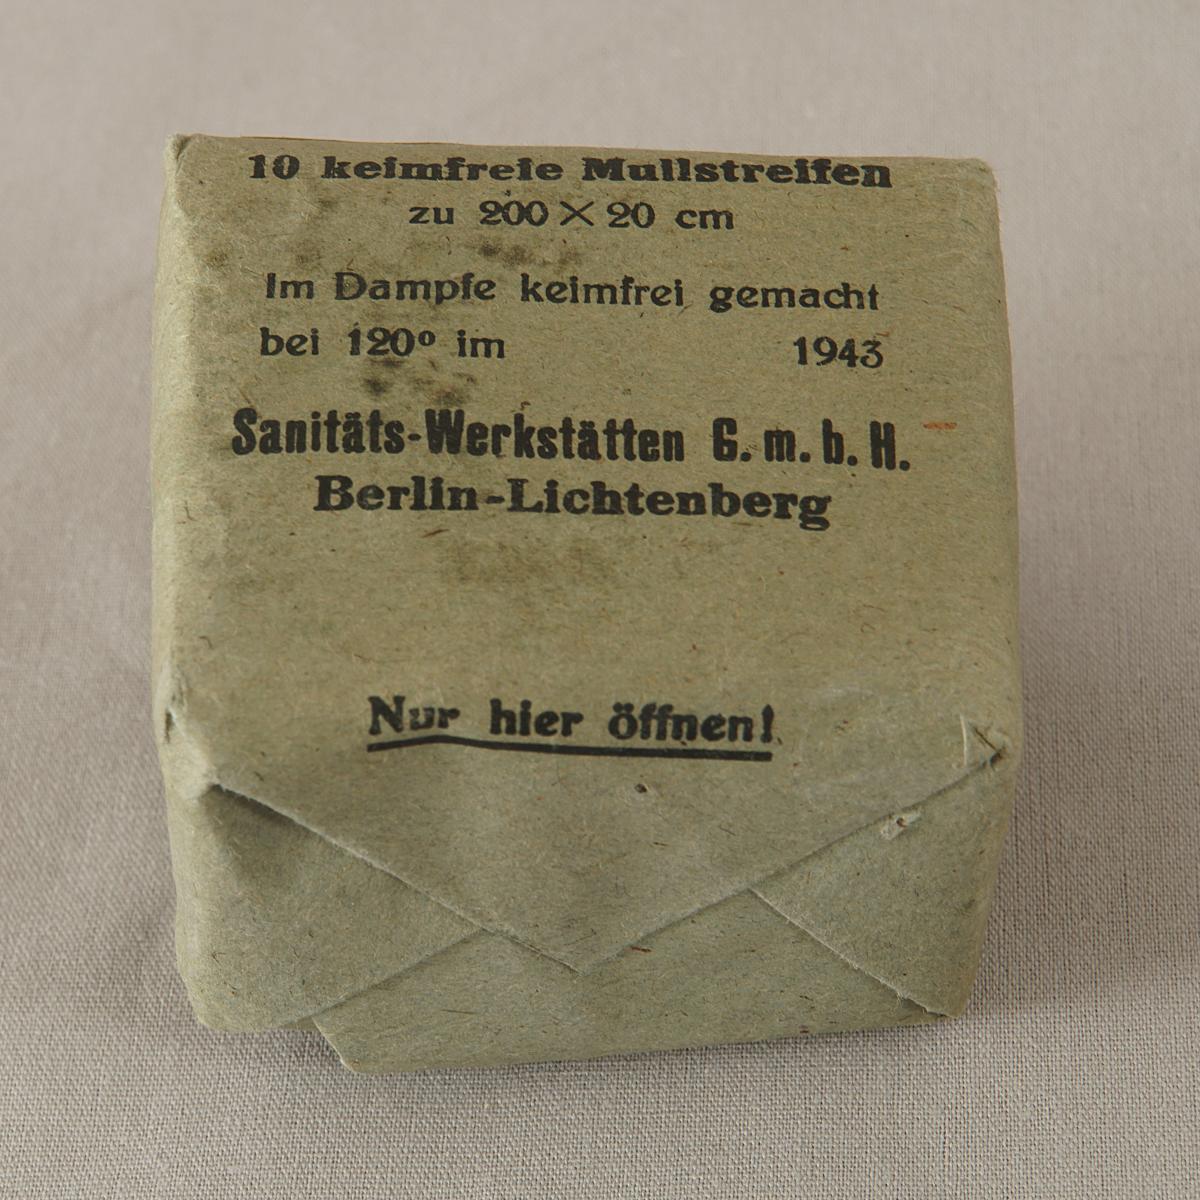 10 keimfreie Mullstreifen
zu 200 × 20 cm
Im Dampfe keimfrei gemacht
bei 120° im 1943
Sanitäts-Werkstätten G. m. b. H.
Berlin-Lichtenberg
Nur hier öffnen!